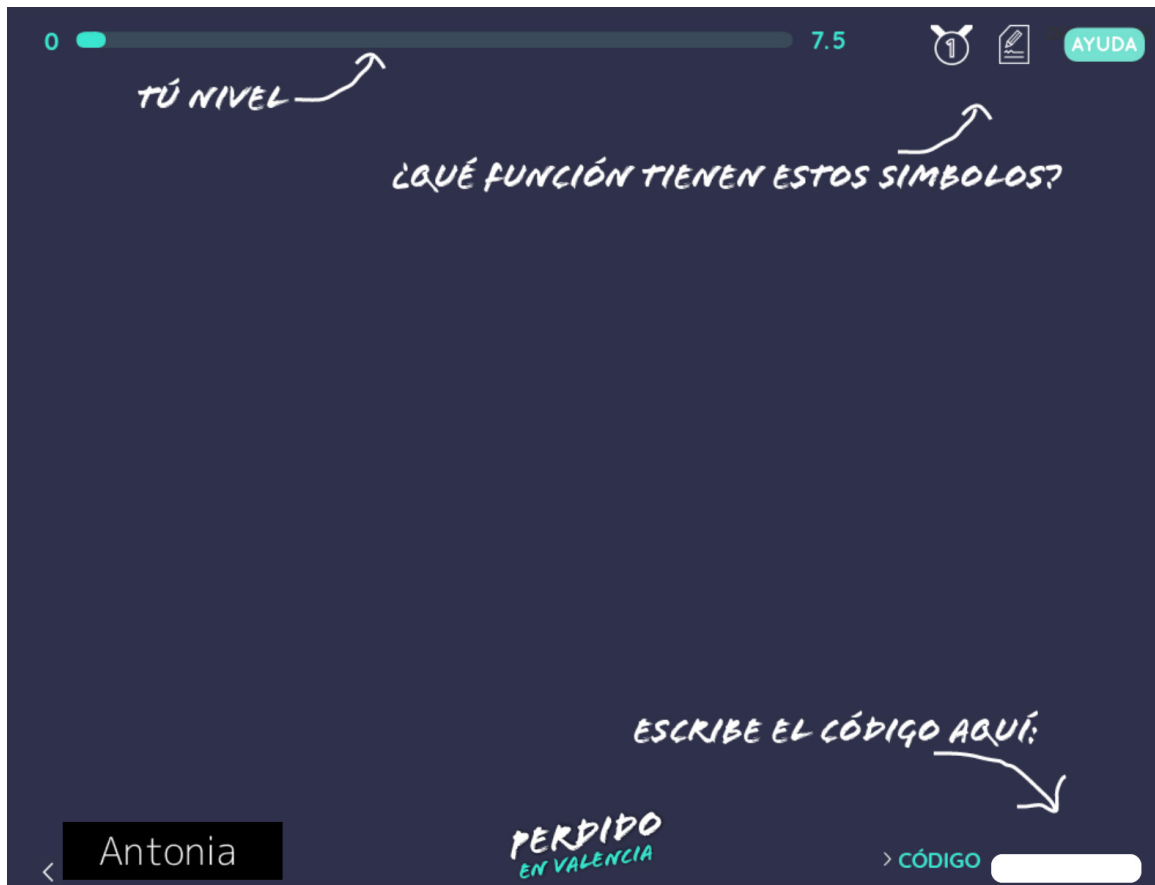 0 7.5 1 AYUDA
TÚ NIVEL
¿QUÉ FUNCIÓN TIENEN ESTOS SIMBOLOS?
ESCRIBE EL CÓDIGO AQUÍ:
Antonia
PERDIDO
EN VALENCIA
> CÓDIGO